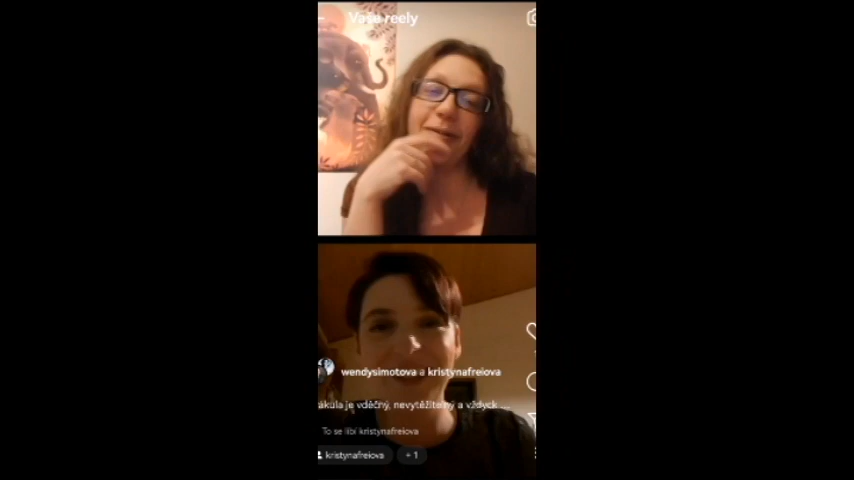 Vaše reely
wendysimotova a kristynafreiova
ákula je vděčný, nevytěžitelný a vždyck ...
To se líbí kristynafreiova
kristynafreiova
+ 1